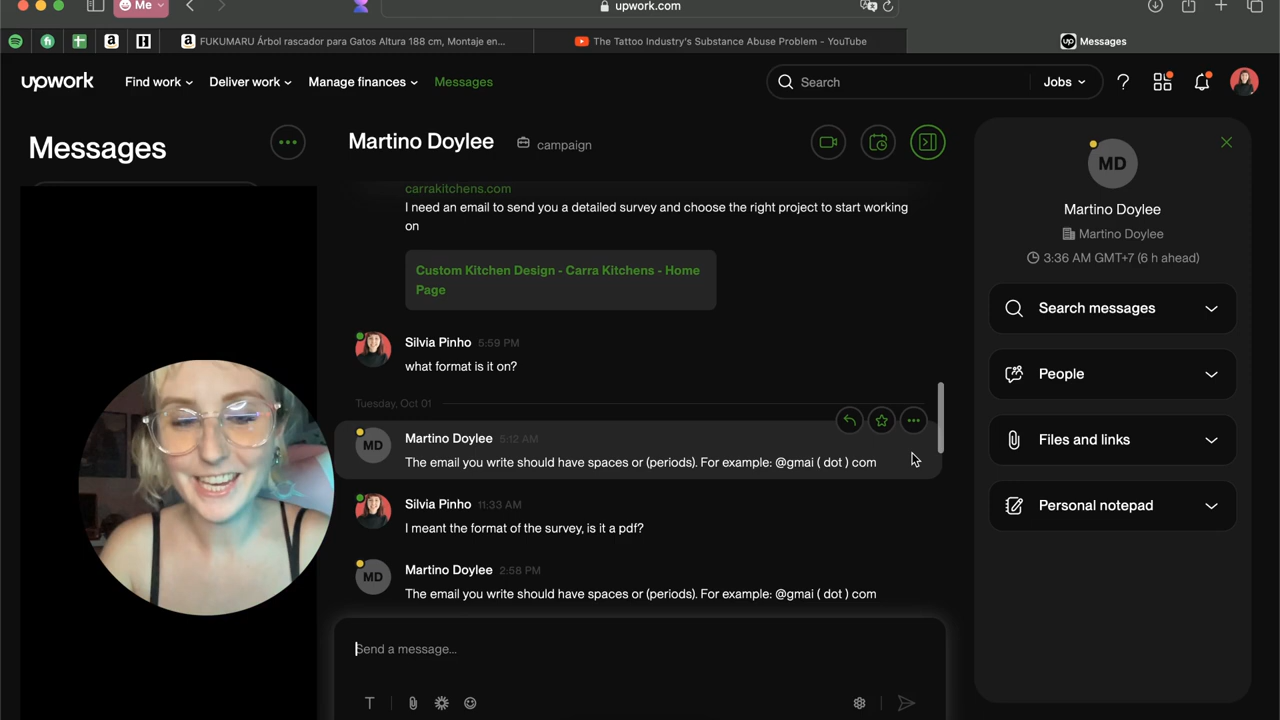 Me
upwork.com
FUKUMARU Árbol rascador para Gatos Altura 188 cm, Montaje en...
The Tattoo Industry's Substance Abuse Problem - YouTube
up Messages
upwork
Find work
Deliver work
Manage finances
Messages
Search
Jobs
Messages
Martino Doylee
campaign
carrakitchens.com
I need an email to send you a detailed survey and choose the right project to start working
on
Custom Kitchen Design - Carra Kitchens - Home
Page
Silvia Pinho 5:59 PM
what format is it on?
Tuesday, Oct 01
MD
Martino Doylee 5:12 AM
The email you write should have spaces or (periods). For example: @gmai ( dot ) com
Silvia Pinho 11:33 AM
I meant the format of the survey, is it a pdf?
MD
Martino Doylee 2:58 PM
The email you write should have spaces or (periods). For example: @gmai ( dot ) com
Send a message...
MD
Martino Doylee
Martino Doylee
3:36 AM GMT+7 (6 h ahead)
Search messages
People
Files and links
Personal notepad